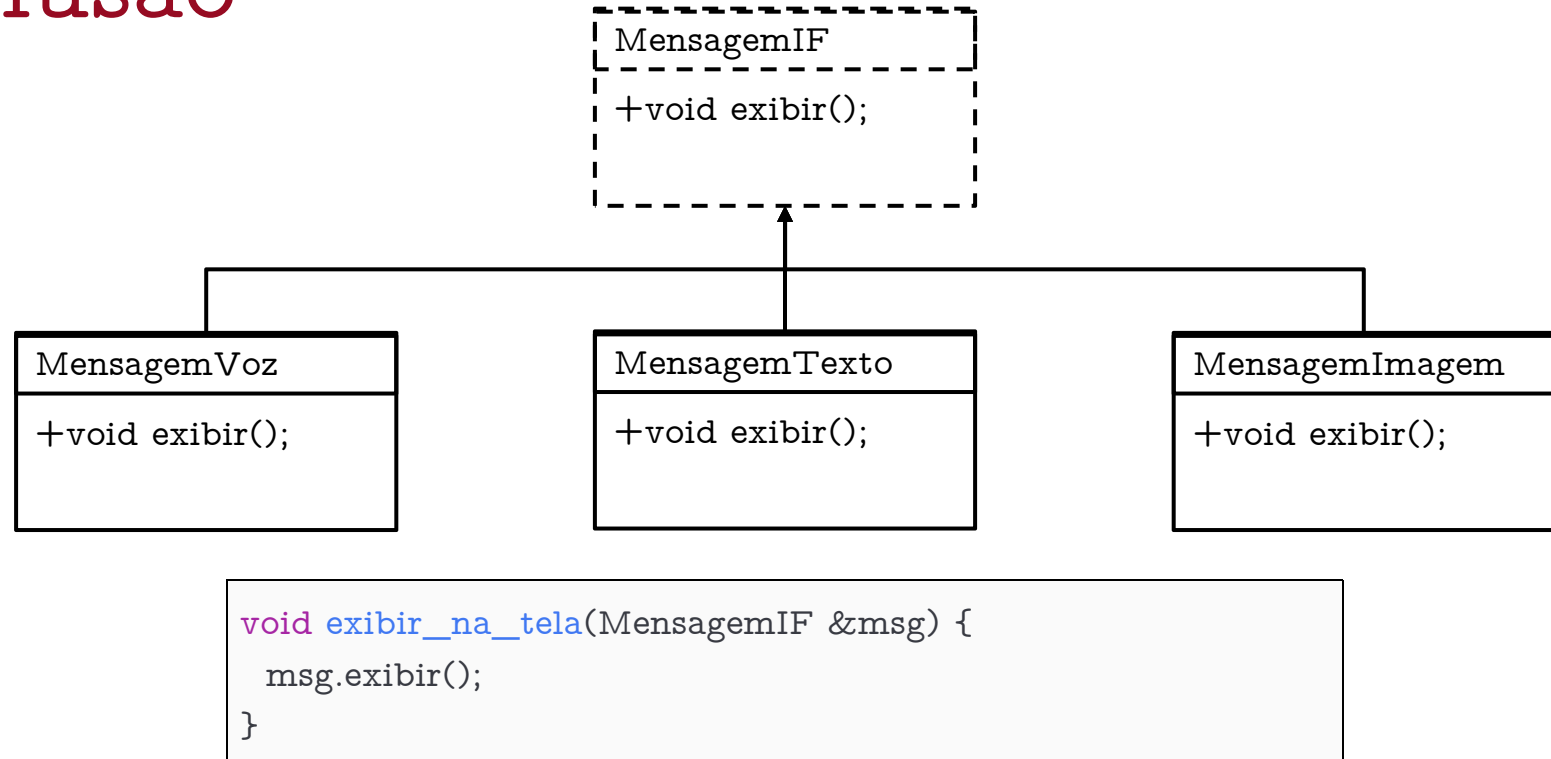 MensagemIF
+void exibir();
MensagemVoz
+void exibir();
MensagemTexto
+void exibir();
MensagemImagem
+void exibir();
void exibir_na_tela(MensagemIF &msg) {
msg.exibir();
}